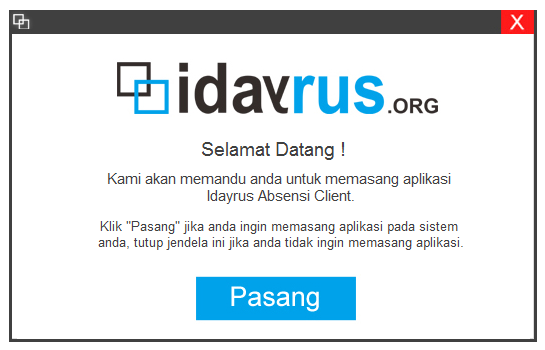 X
idavrus.ORG
Selamat Datang !
Kami akan memandu anda untuk memasang aplikasi
Idayrus Absensi Client.
Klik "Pasang" jika anda ingin memasang aplikasi pada sistem
anda, tutup jendela ini jika anda tidak ingin memasang aplikasi.
Pasang